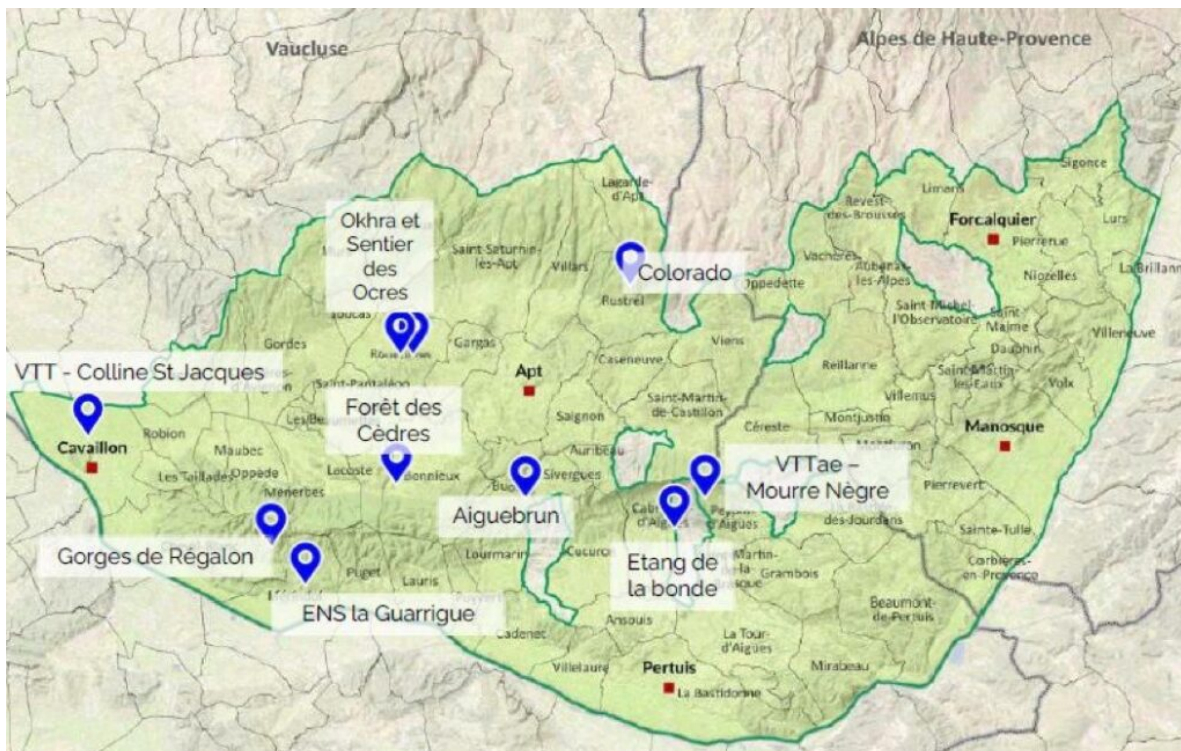 Vaucluse
Alpes de Haute-Provence
Lagarde-
d'Apt
Gigonce
Limans
Revest-
des-Brousses
Forcalquier
Lurs
Pierrerue
Okhra et
Sentier
des
Ocres
Saint-Saturnin-
lès-Apt
Villars
Colorado
Rustrel
Vachères
Oppedette
Aubenas-
les-Alpes
Niozelles
La Brillanne
Saint-Michel-
l'Observatoire
Saint-
Maime
Dauphin
Villeneuve
Gordes
Gargas
Viens
Caseneuve
Reillanne
Saint-Martin-
les-Eaux
Volx
Villemus
VTT - Colline St Jacques
Saint-Pantaléon
Apt
Saint-Martin-
de-Castillon
Forêt des
Cèdres
Saignon
Montjustin
Céreste
Manosque
Cavaillon
Robion
Maubec
Oppède
Les Taillades
Lacoste
Bonnieux
Auribeau
Sivergues
Ménerbes
VTTae –
Mourre Nègre
Pierrevert
Aiguebrun
des-Jourdans
Sainte-Tulle
Gorges de Régalon
Lourmarin
Etang de
la bonde
Corbières-
en-Provence
Puget
Lauris
Grambois
ENS la Guarrigue
Beaumont-
de-Pertuis
Ansouis
Cadenet
La Tour-
d'Aigues
Villelaure
Pertuis
Mirabeau
La Bastidonne